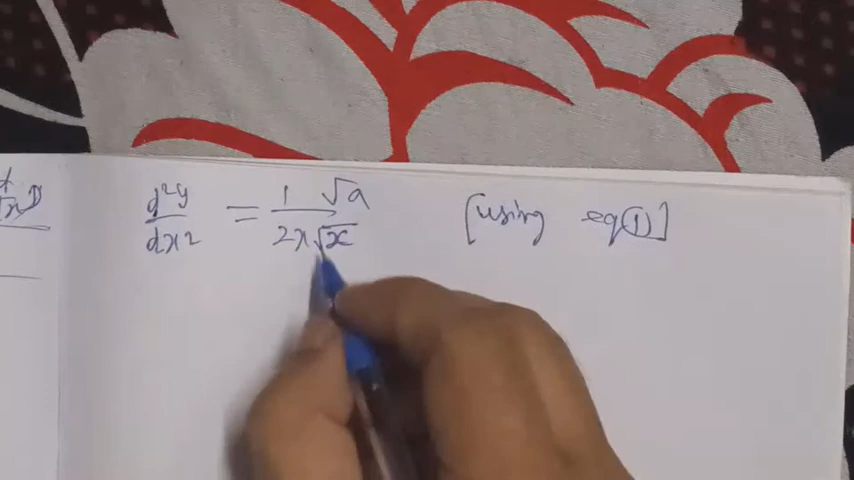 d²y/dx² = 1 √a / 2x√x [using eq ①]